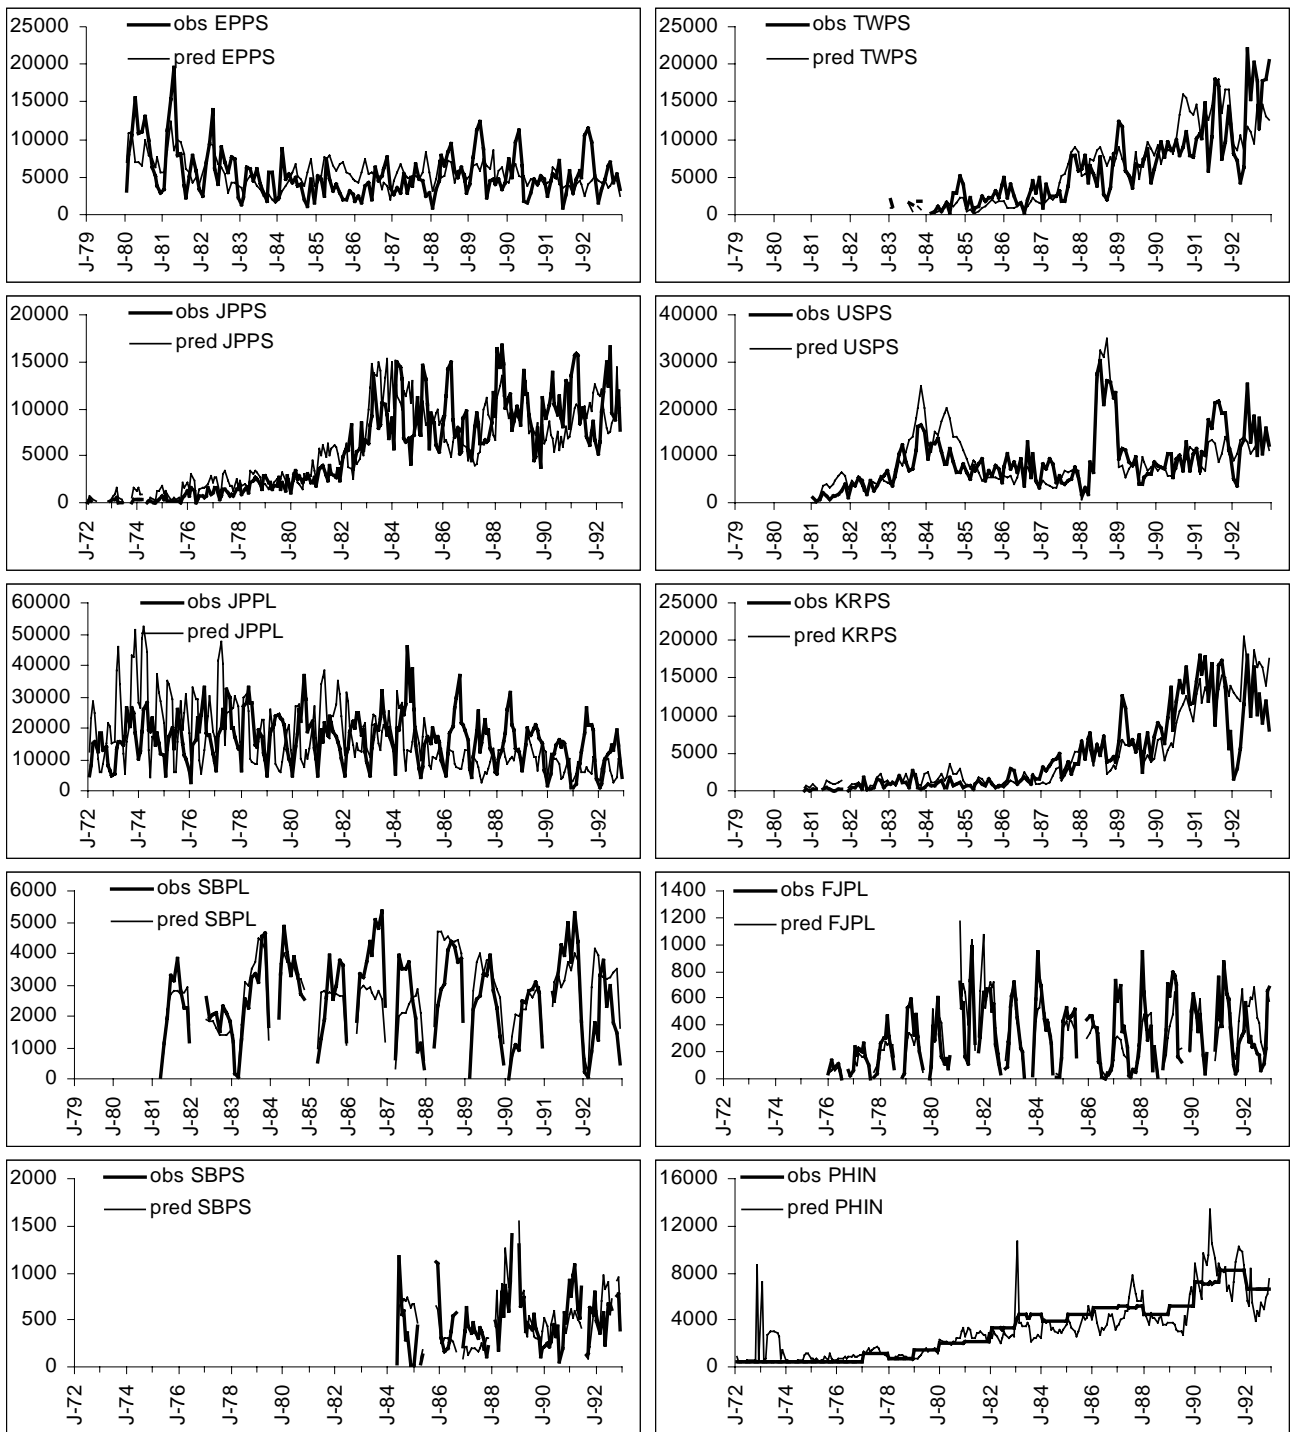 25000
20000
15000
10000
5000
0
obs EPPS
pred EPPS
J-79
J-80
J-81
J-82
J-83
J-84
J-85
J-86
J-87
J-88
J-89
J-90
J-91
J-92
25000
20000
15000
10000
5000
0
obs TWPS
pred TWPS
J-79
J-80
J-81
J-82
J-83
J-84
J-85
J-86
J-87
J-88
J-89
J-90
J-91
J-92
20000
15000
10000
5000
0
obs JPPS
pred JPPS
J-72
J-74
J-76
J-78
J-80
J-82
J-84
J-86
J-88
J-90
J-92
40000
30000
20000
10000
0
obs USPS
pred USPS
J-79
J-80
J-81
J-82
J-83
J-84
J-85
J-86
J-87
J-88
J-89
J-90
J-91
J-92
60000
50000
40000
30000
20000
10000
0
obs JPPL
pred JPPL
J-72
J-74
J-76
J-78
J-80
J-82
J-84
J-86
J-88
J-90
J-92
25000
20000
15000
10000
5000
0
obs KRPS
pred KRPS
J-79
J-80
J-81
J-82
J-83
J-84
J-85
J-86
J-87
J-88
J-89
J-90
J-91
J-92
6000
5000
4000
3000
2000
1000
0
obs SBPL
pred SBPL
J-79
J-80
J-81
J-82
J-83
J-84
J-85
J-86
J-87
J-88
J-89
J-90
J-91
J-92
1400
1200
1000
800
600
400
200
0
obs FJPL
pred FJPL
J-72
J-74
J-76
J-78
J-80
J-82
J-84
J-86
J-88
J-90
J-92
2000
1500
1000
500
0
obs SBPS
pred SBPS
J-72
J-74
J-76
J-78
J-80
J-82
J-84
J-86
J-88
J-90
J-92
16000
12000
8000
4000
0
obs PHIN
pred PHIN
J-72
J-74
J-76
J-78
J-80
J-82
J-84
J-86
J-88
J-90
J-92